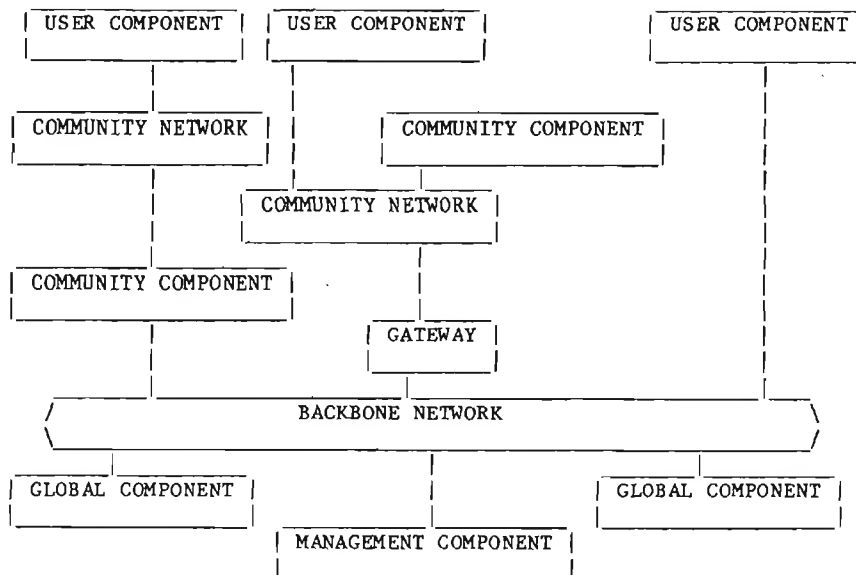 USER COMPONENT
USER COMPONENT
USER COMPONENT
COMMUNITY NETWORK
COMMUNITY COMPONENT
COMMUNITY NETWORK
COMMUNITY COMPONENT
GATEWAY
BACKBONE NETWORK
GLOBAL COMPONENT
GLOBAL COMPONENT
MANAGEMENT COMPONENT